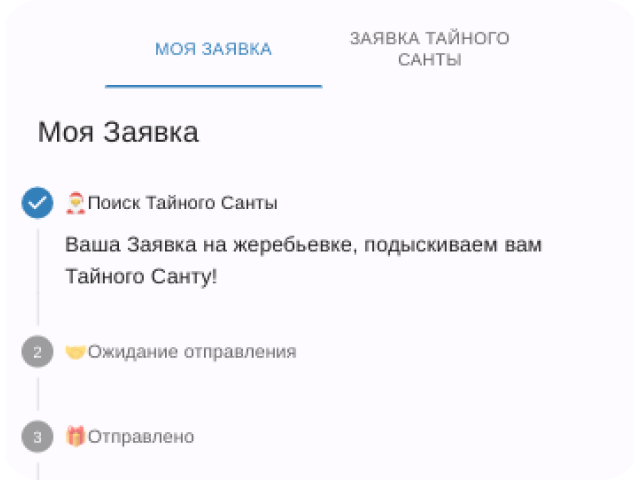 МОЯ ЗАЯВКА
ЗАЯВКА ТАЙНОГО
САНТЫ
Моя Заявка
🎅Поиск Тайного Санты
Ваша Заявка на жеребьевке, подыскиваем вам
Тайного Санту!
2 🤝Ожидание отправления
3 🎁Отправлено